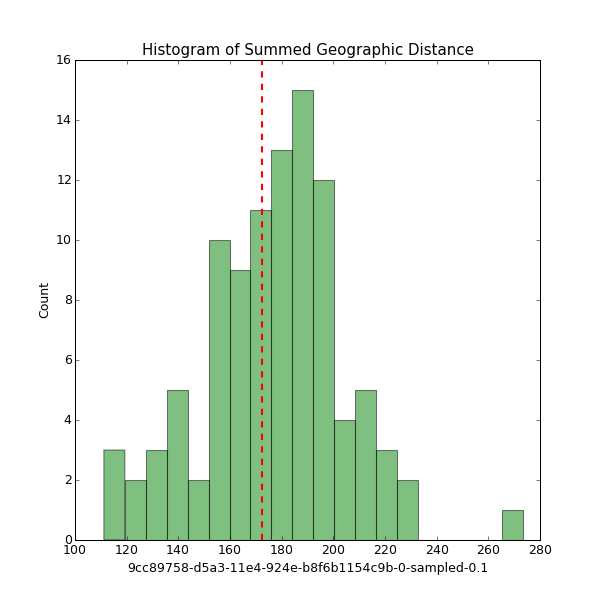 Histogram of Summed Geographic Distance
16
14
12
10
8
6
4
2
0
Count
100 120 140 160 180 200 220 240 260 280
9cc89758-d5a3-11e4-924e-b8f6b1154c9b-0-sampled-0.1